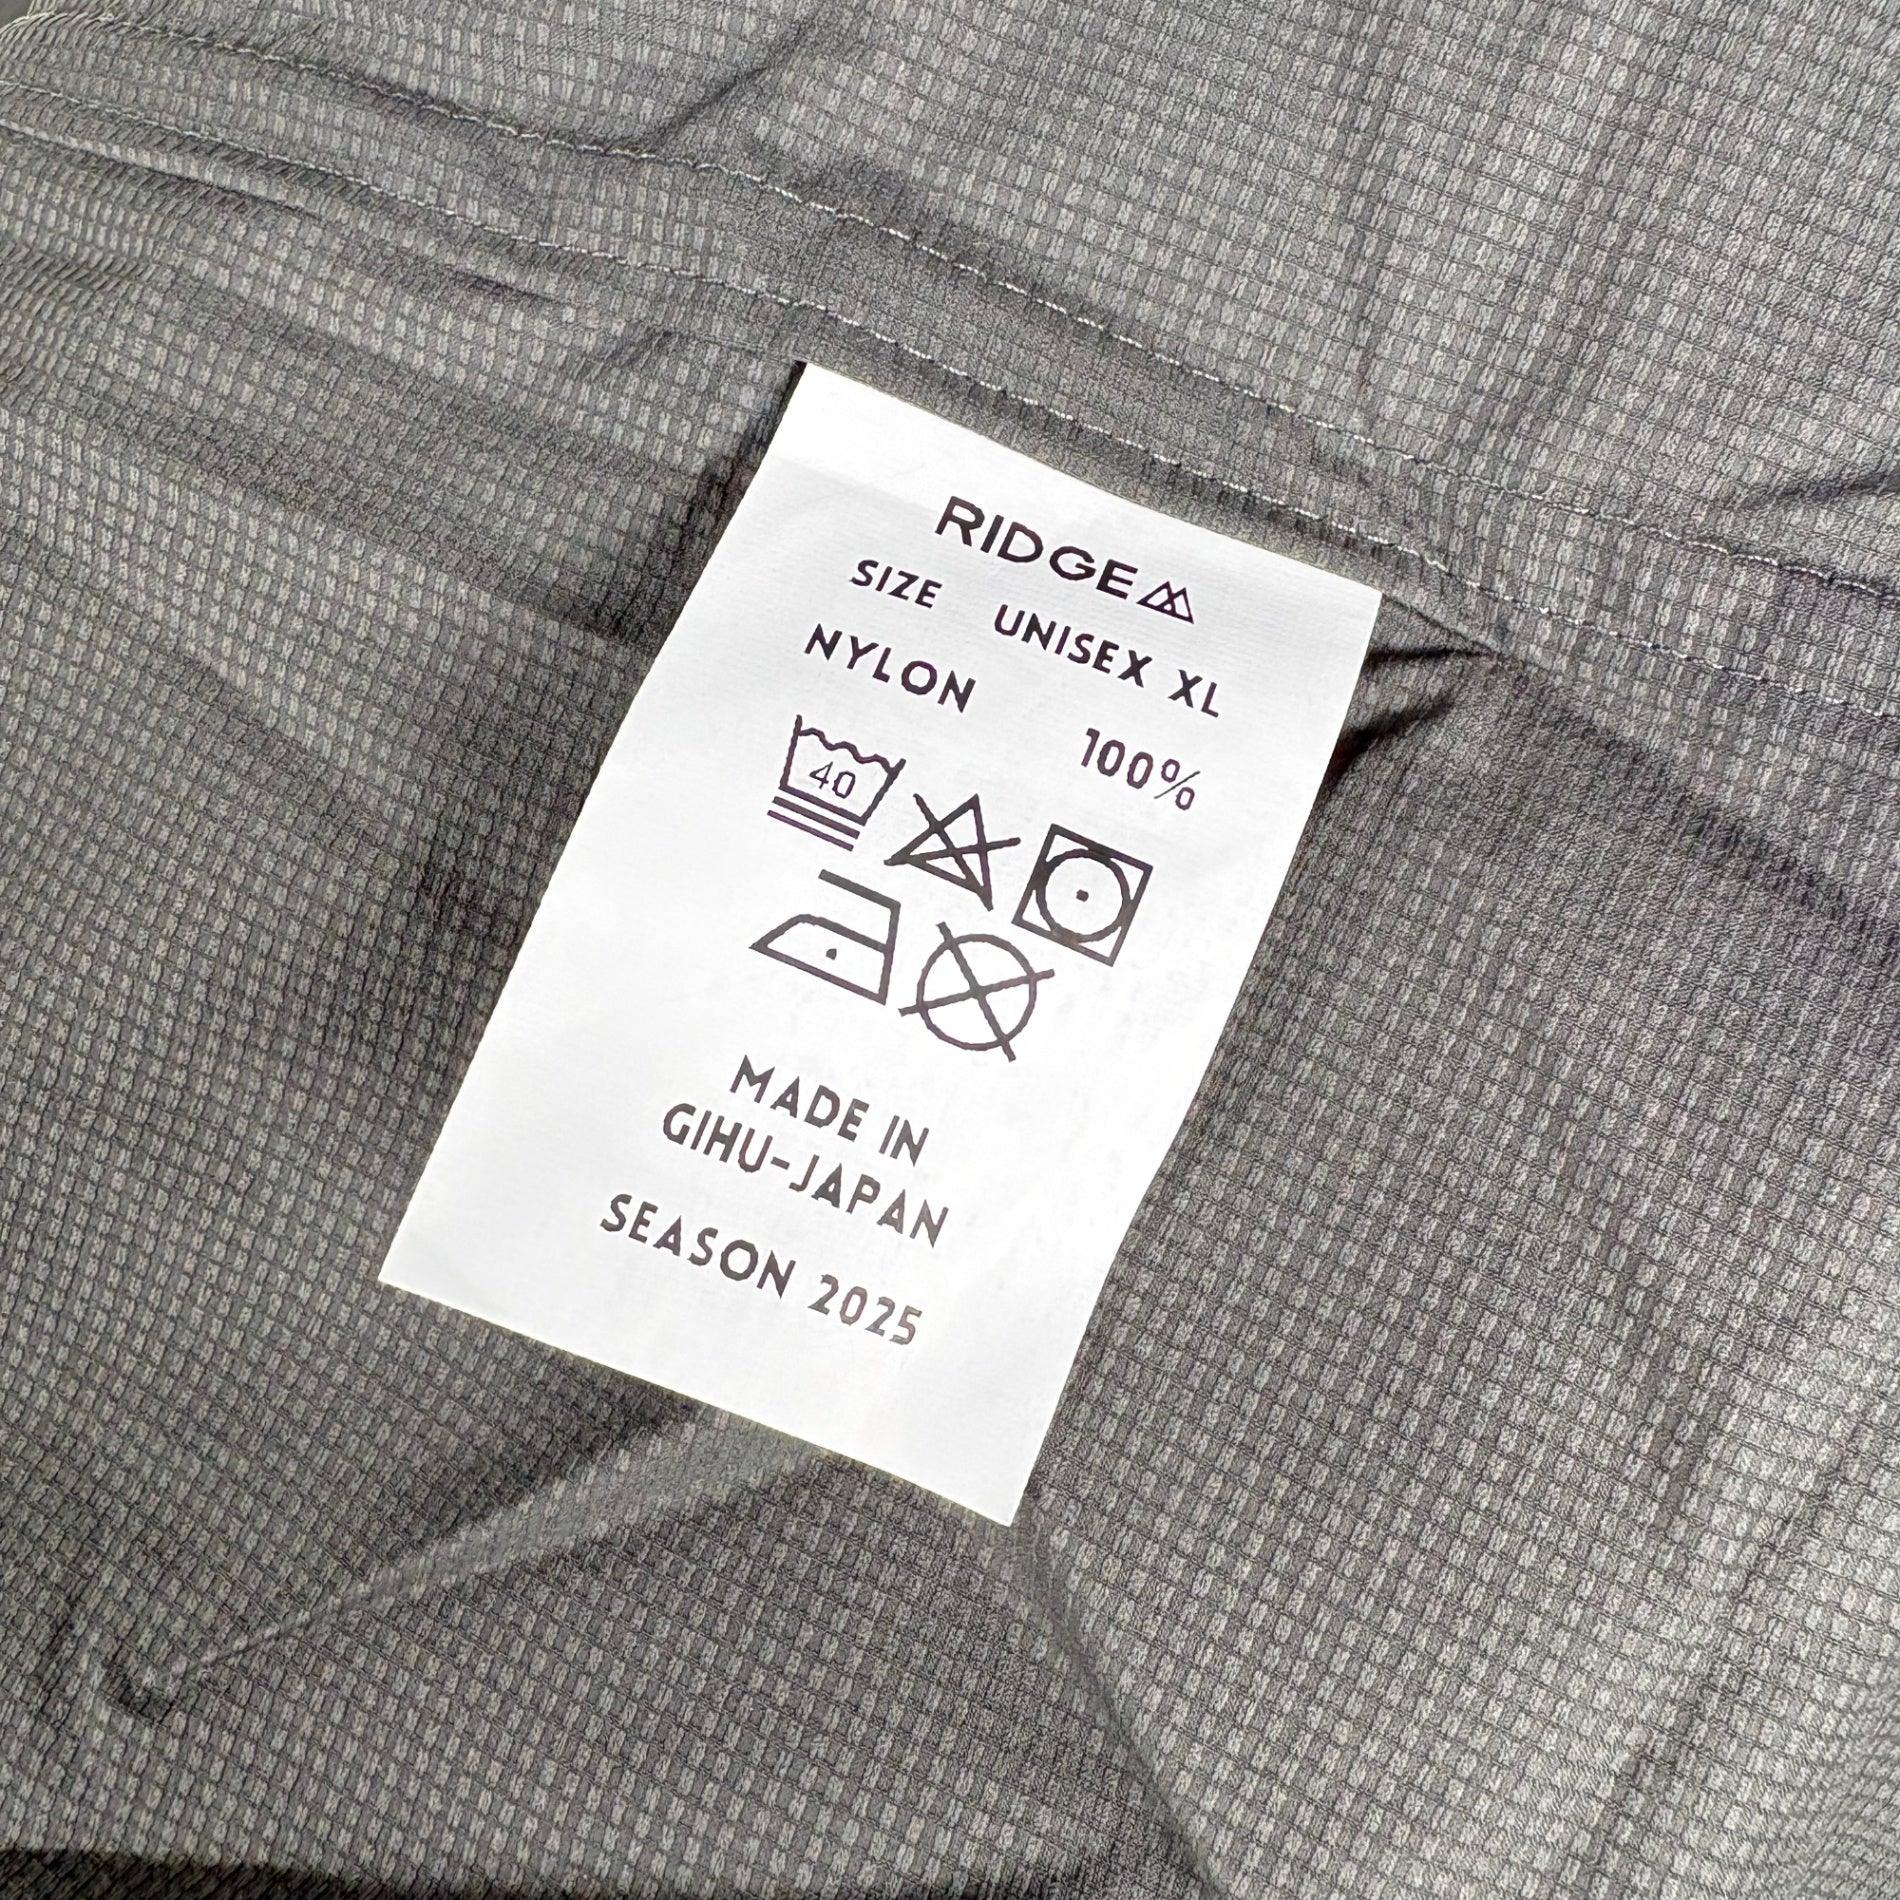 RIDGE
SIZE UNISEX XL
NYLON 100%
40
MADE IN
GIHU-JAPAN
SEASON 2025